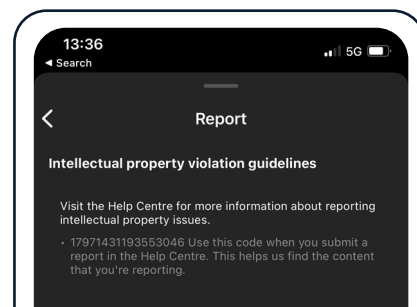 13:36
5G
◀ Search
Report
Intellectual property violation guidelines
Visit the Help Centre for more information about reporting
intellectual property issues.
• 17971431193553046 Use this code when you submit a
report in the Help Centre. This helps us find the content
that you're reporting.